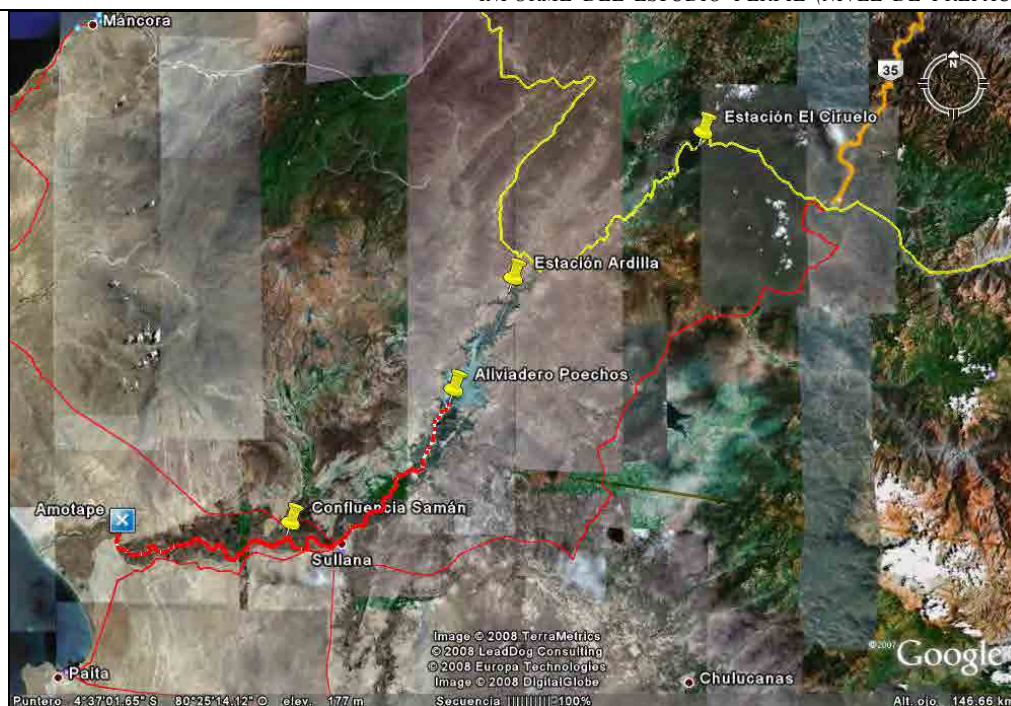 Máncora
35
N
Estación El Ciruelo
Estación Ardilla
Aliviadero Poechos
Confluencia Samán
Amotape
Sullana
Image © 2008 TerraMetrics
© 2008 LeadDog Consulting
© 2008 Europa Technologies
Image © 2008 DigitalGlobe
©2007 Google
Paita
Chulucanas
Puntero 4°37'01.65" S 80°25'14.12" O elev. 177 m Secuencia 100% Alt. ojo 146.66 km